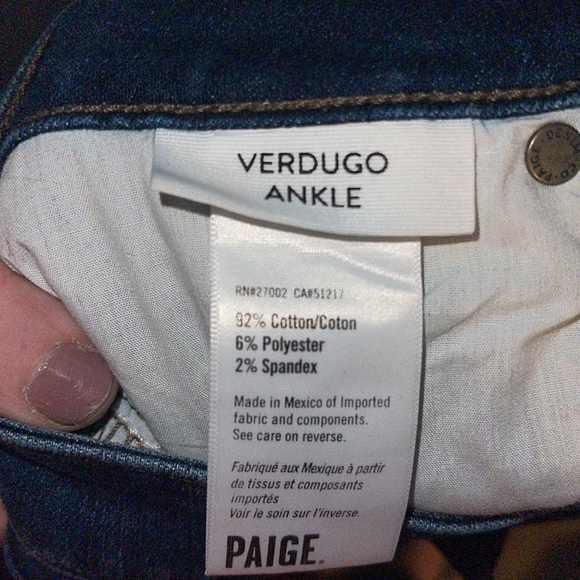 VERDUGO
ANKLE
RN#27002 CA#51217
92% Cotton/Coton
6% Polyester
2% Spandex
Made in Mexico of Imported
fabric and components.
See care on reverse.
Fabriqué aux Mexique à partir
de tissus et composants
importés
Voir le soin sur l'inverse.
PAIGE